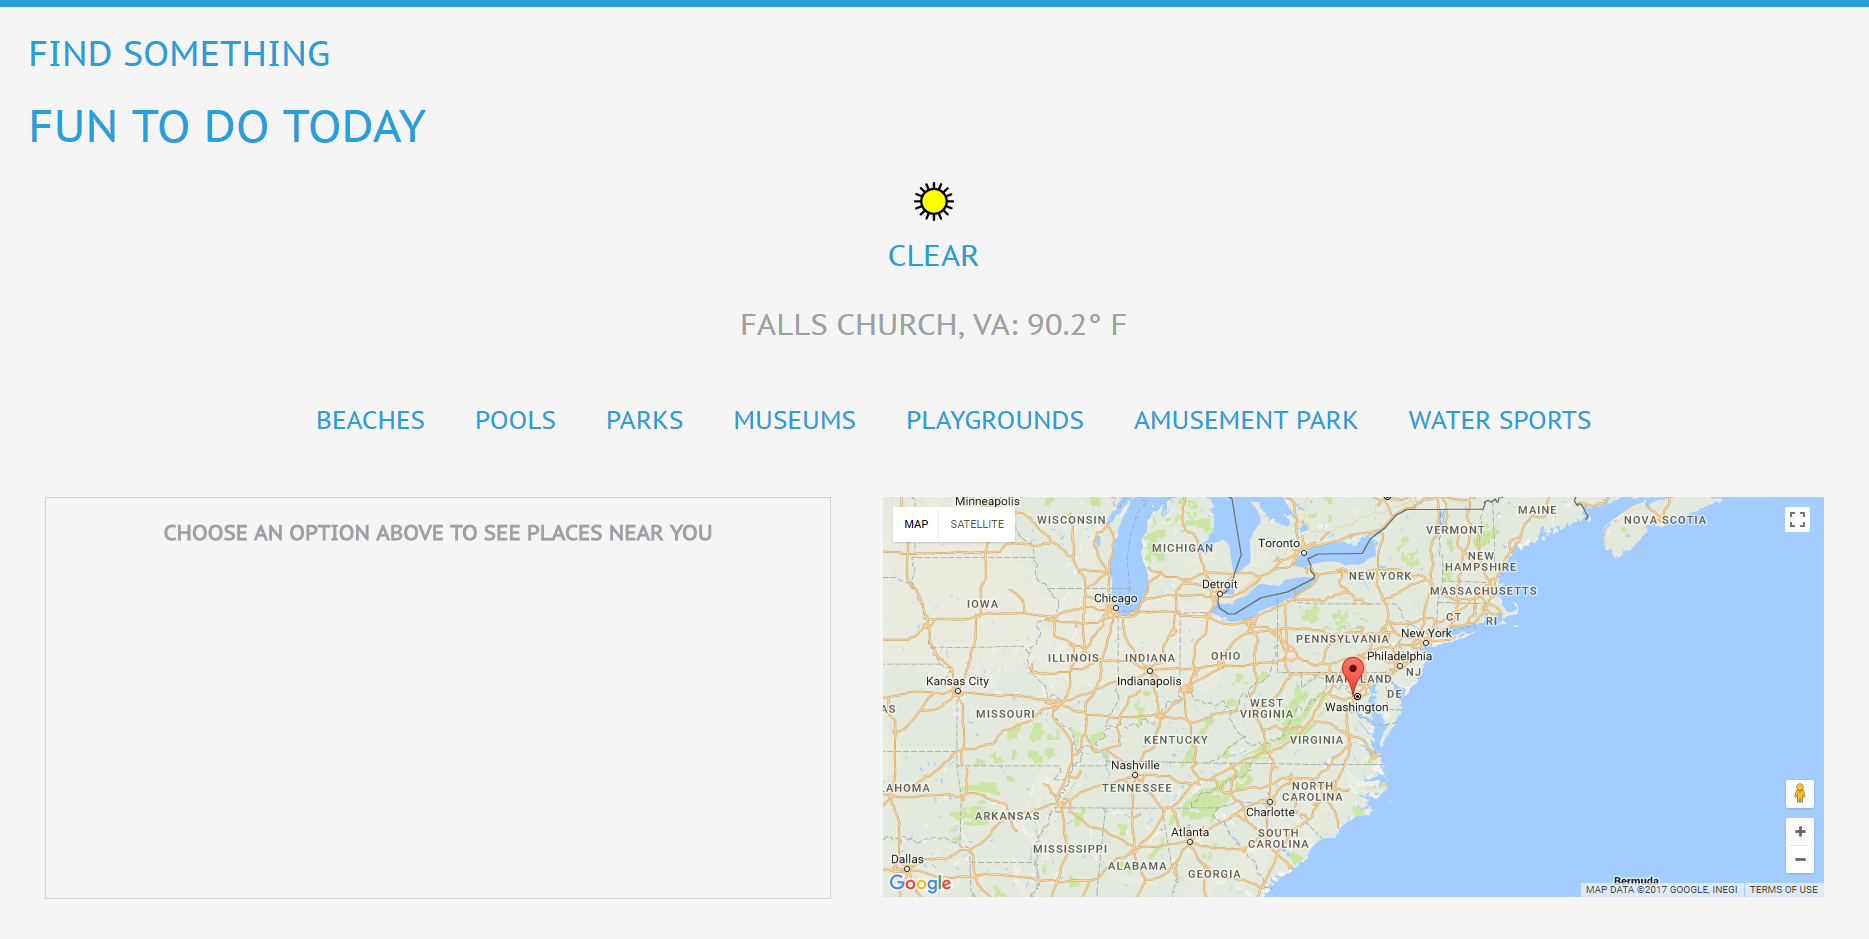 FIND SOMETHING
FUN TO DO TODAY
CLEAR
FALLS CHURCH, VA: 90.2° F
BEACHES POOLS PARKS MUSEUMS PLAYGROUNDS AMUSEMENT PARK WATER SPORTS
CHOOSE AN OPTION ABOVE TO SEE PLACES NEAR YOU
MAP SATELLITE
Minneapolis
WISCONSIN
MICHIGAN
Toronto
VERMONT
MAINE
NOVA SCOTIA
NEW
HAMPSHIRE
NEW YORK
MASSACHUSETTS
Detroit
Chicago
IOWA
CT
RI
New York
PENNSYLVANIA
Philadelphia
ILLINOIS
INDIANA
OHIO
MARYLAND
NJ
Kansas City
Indianapolis
DE
WEST
VIRGINIA
Washington
AS
MISSOURI
KENTUCKY
VIRGINIA
Nashville
TENNESSEE
AHOMA
NORTH
CAROLINA
Charlotte
ARKANSAS
Atlanta
SOUTH
CAROLINA
MISSISSIPPI
Dallas
ALABAMA
GEORGIA
Bermuda
Google
+
−
MAP DATA ©2017 GOOGLE, INEGI TERMS OF USE